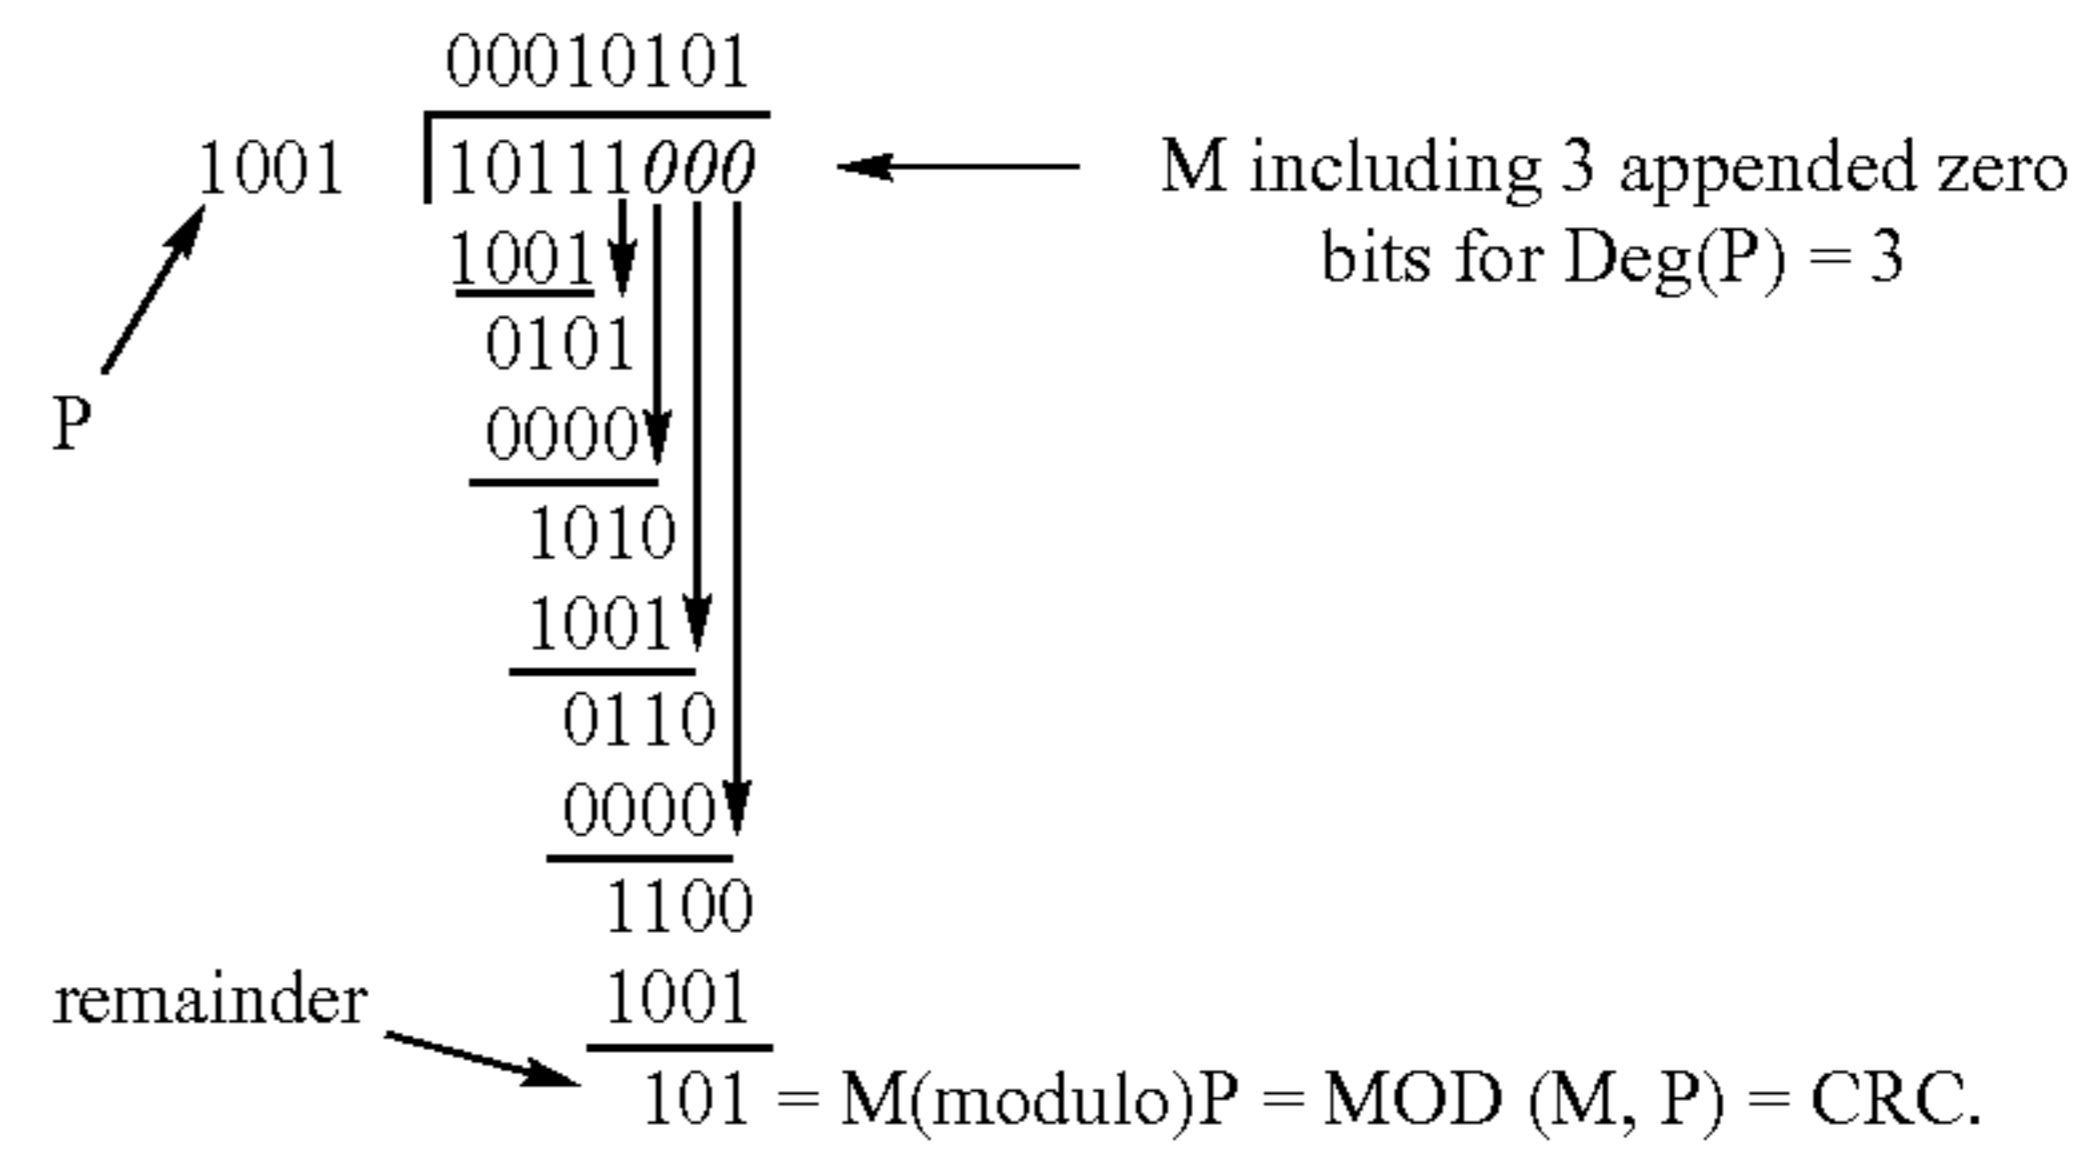 00010101
1001 10111000 M including 3 appended zero
bits for Deg(P) = 3
1001
0101
P
0000
1010
1001
0110
0000
1100
remainder
1001
101 = M(modulo)P = MOD (M, P) = CRC.